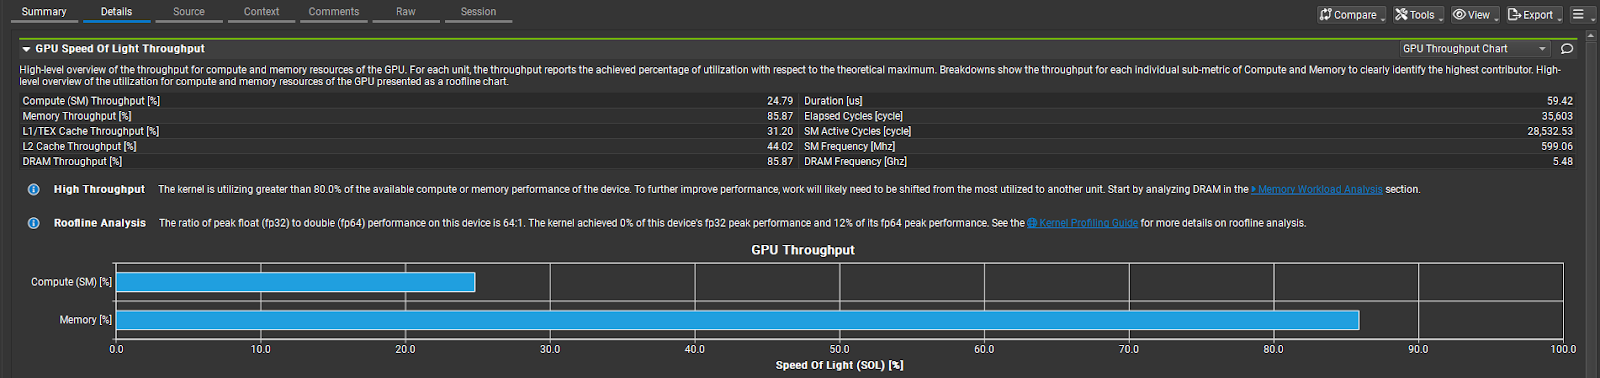 Summary Details Source Context Comments Raw Session Compare Tools View Export
GPU Speed Of Light Throughput GPU Throughput Chart
High-level overview of the throughput for compute and memory resources of the GPU. For each unit, the throughput reports the achieved percentage of utilization with respect to the theoretical maximum. Breakdowns show the throughput for each individual sub-metric of Compute and Memory to clearly identify the highest contributor. High-
level overview of the utilization for compute and memory resources of the GPU presented as a roofline chart.
Compute (SM) Throughput [%] 24.79 Duration [us] 59.42
Memory Throughput [%] 85.87 Elapsed Cycles [cycle] 35,603
L1/TEX Cache Throughput [%] 31.20 SM Active Cycles [cycle] 28,532.53
L2 Cache Throughput [%] 44.02 SM Frequency [Mhz] 599.06
DRAM Throughput [%] 85.87 DRAM Frequency [Ghz] 5.48
High Throughput The kernel is utilizing greater than 80.0% of the available compute or memory performance of the device. To further improve performance, work will likely need to be shifted from the most utilized to another unit. Start by analyzing DRAM in the Memory Workload Analysis section.
Roofline Analysis The ratio of peak float (fp32) to double (fp64) performance on this device is 64:1. The kernel achieved 0% of this device's fp32 peak performance and 12% of its fp64 peak performance. See the Kernel Profiling Guide for more details on roofline analysis.
GPU Throughput
Compute (SM) [%]
Memory [%]
0.0 10.0 20.0 30.0 40.0 50.0 60.0 70.0 80.0 90.0 100.0
Speed Of Light (SOL) [%]